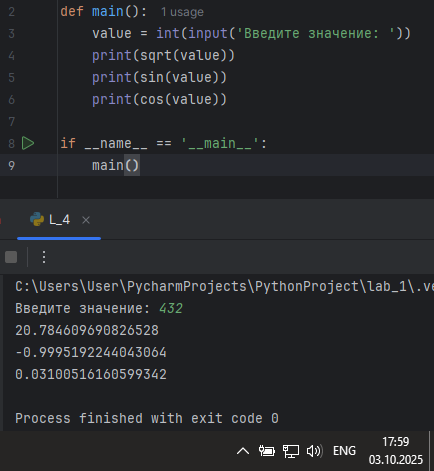 2 def main(): 1 usage
3 value = int(input('Введите значение: '))
4 print(sqrt(value))
5 print(sin(value))
6 print(cos(value))
7
8 if __name__ == '__main__':
9 main()
L_4 ×
C:\Users\User\PycharmProjects\PythonProject\lab_1\.ve
Введите значение: 432
20.784609690826528
-0.9995192244043064
0.03100516160599342
Process finished with exit code 0
ENG 17:59
03.10.2025